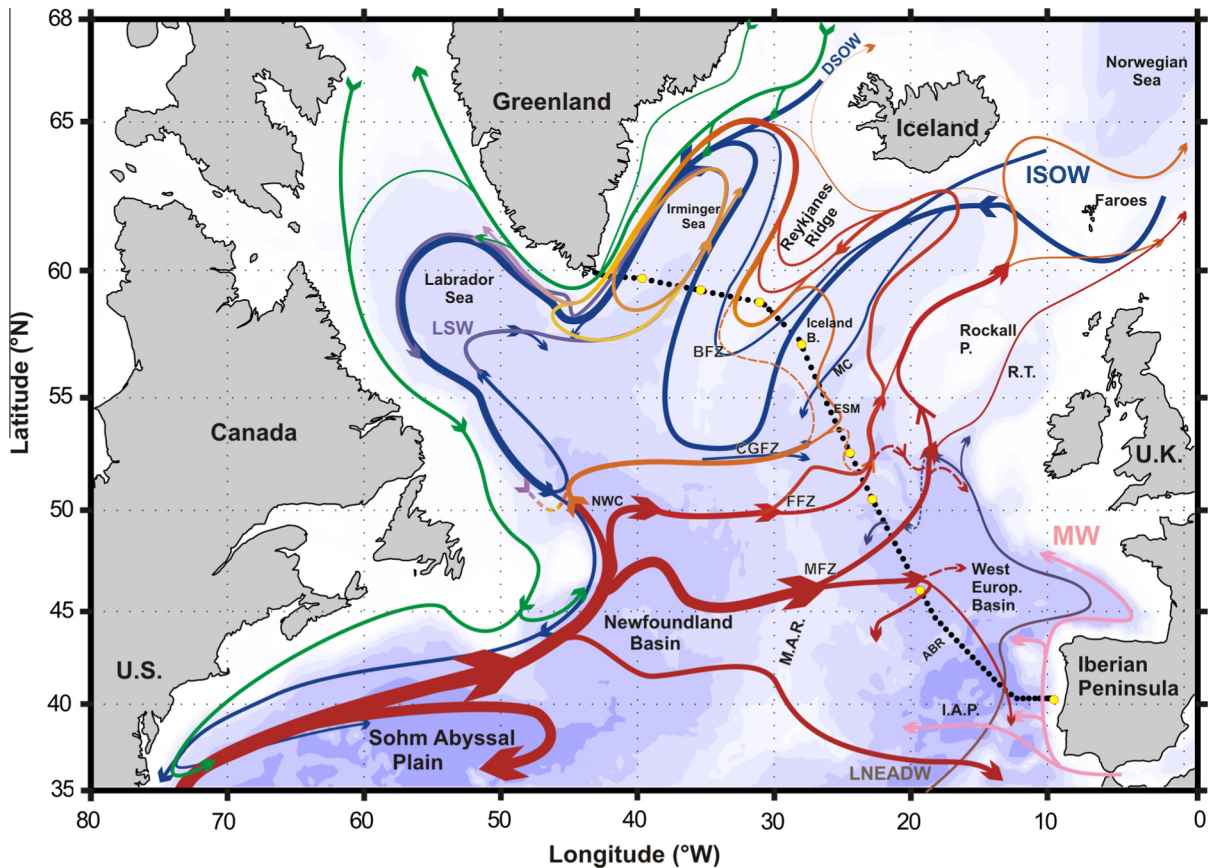 68
65
60
55
50
45
40
35
Latitude (°N)
80
70
60
50
40
30
20
10
0
Longitude (°W)
Greenland
DSOW
Iceland
Norwegian
Sea
ISOW
Faroes
Irminger
Sea
Reykjanes
Ridge
Labrador
Sea
LSW
Iceland
B.
BFZ
MC
Rockall
P.
R.T.
ESM
Canada
CGFZ
U.K.
NWC
FFZ
MW
MFZ
West
Europ.
Basin
Newfoundland
Basin
M.A.R.
ABR
U.S.
Iberian
Peninsula
I.A.P.
Sohm Abyssal
Plain
LNEADW